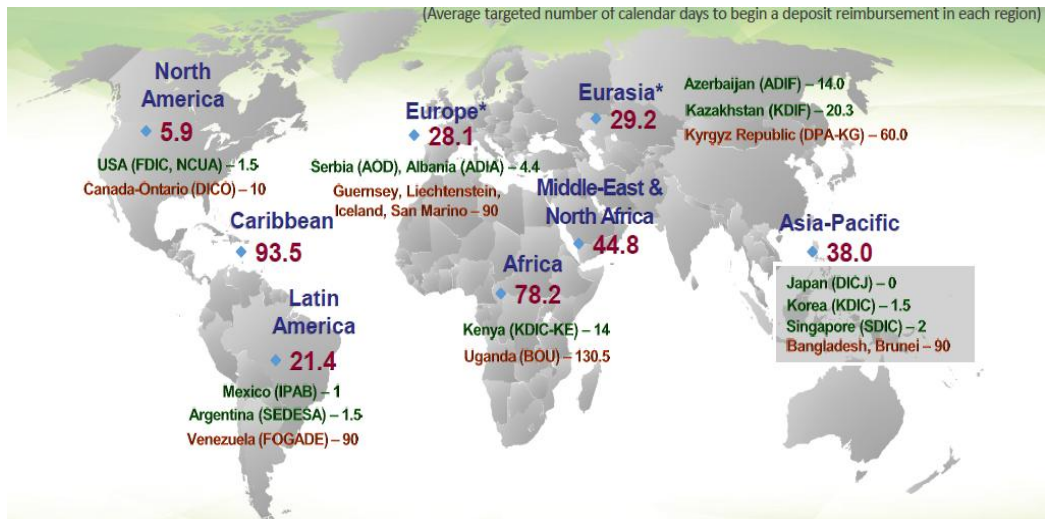 (Average targeted number of calendar days to begin a deposit reimbursement in each region)
North
America
5.9
USA (FDIC, NCUA) – 1.5
Canada-Ontario (DICO) – 10
Europe*
28.1
Serbia (AOD), Albania (ADiA) – 4.4
Guernsey, Liechtenstein,
Iceland, San Marino – 90
Eurasia*
29.2
Azerbaijan (ADIF) – 14.0
Kazakhstan (KDIF) – 20.3
Kyrgyz Republic (DPA-KG) – 60.0
Caribbean
93.5
Middle-East &
North Africa
44.8
Asia-Pacific
38.0
Japan (DICJ) – 0
Korea (KDIC) – 1.5
Singapore (SDIC) – 2
Bangladesh, Brunei – 90
Africa
78.2
Kenya (KDIC-KE) – 14
Uganda (BOU) – 130.5
Latin
America
21.4
Mexico (IPAB) – 1
Argentina (SEDESA) – 1.5
Venezuela (FOGADE) – 90